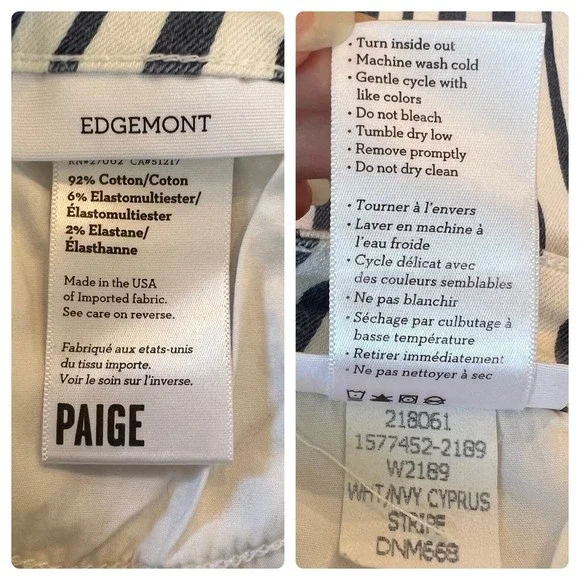 EDGEMONT
RN#27002 CA#51217
92% Cotton/Coton
6% Elastomultiester/
Élastomultiester
2% Elastane/
Élasthanne
Made in the USA
of Imported fabric.
See care on reverse.
Fabriqué aux etats-unis
du tissu importe.
Voir le soin sur l'inverse.
PAIGE
• Turn inside out
• Machine wash cold
• Gentle cycle with
like colors
• Do not bleach
• Tumble dry low
• Remove promptly
• Do not dry clean
• Tourner à l'envers
• Laver en machine à
l'eau froide
• Cycle délicat avec
des couleurs semblables
• Ne pas blanchir
• Séchage par culbutage à
basse température
• Retirer immédiatement
• Ne pas nettoyer à sec
218061
1577452-2189
W2189
WHT/NVY CYPRUS
STRIPE
DNM668